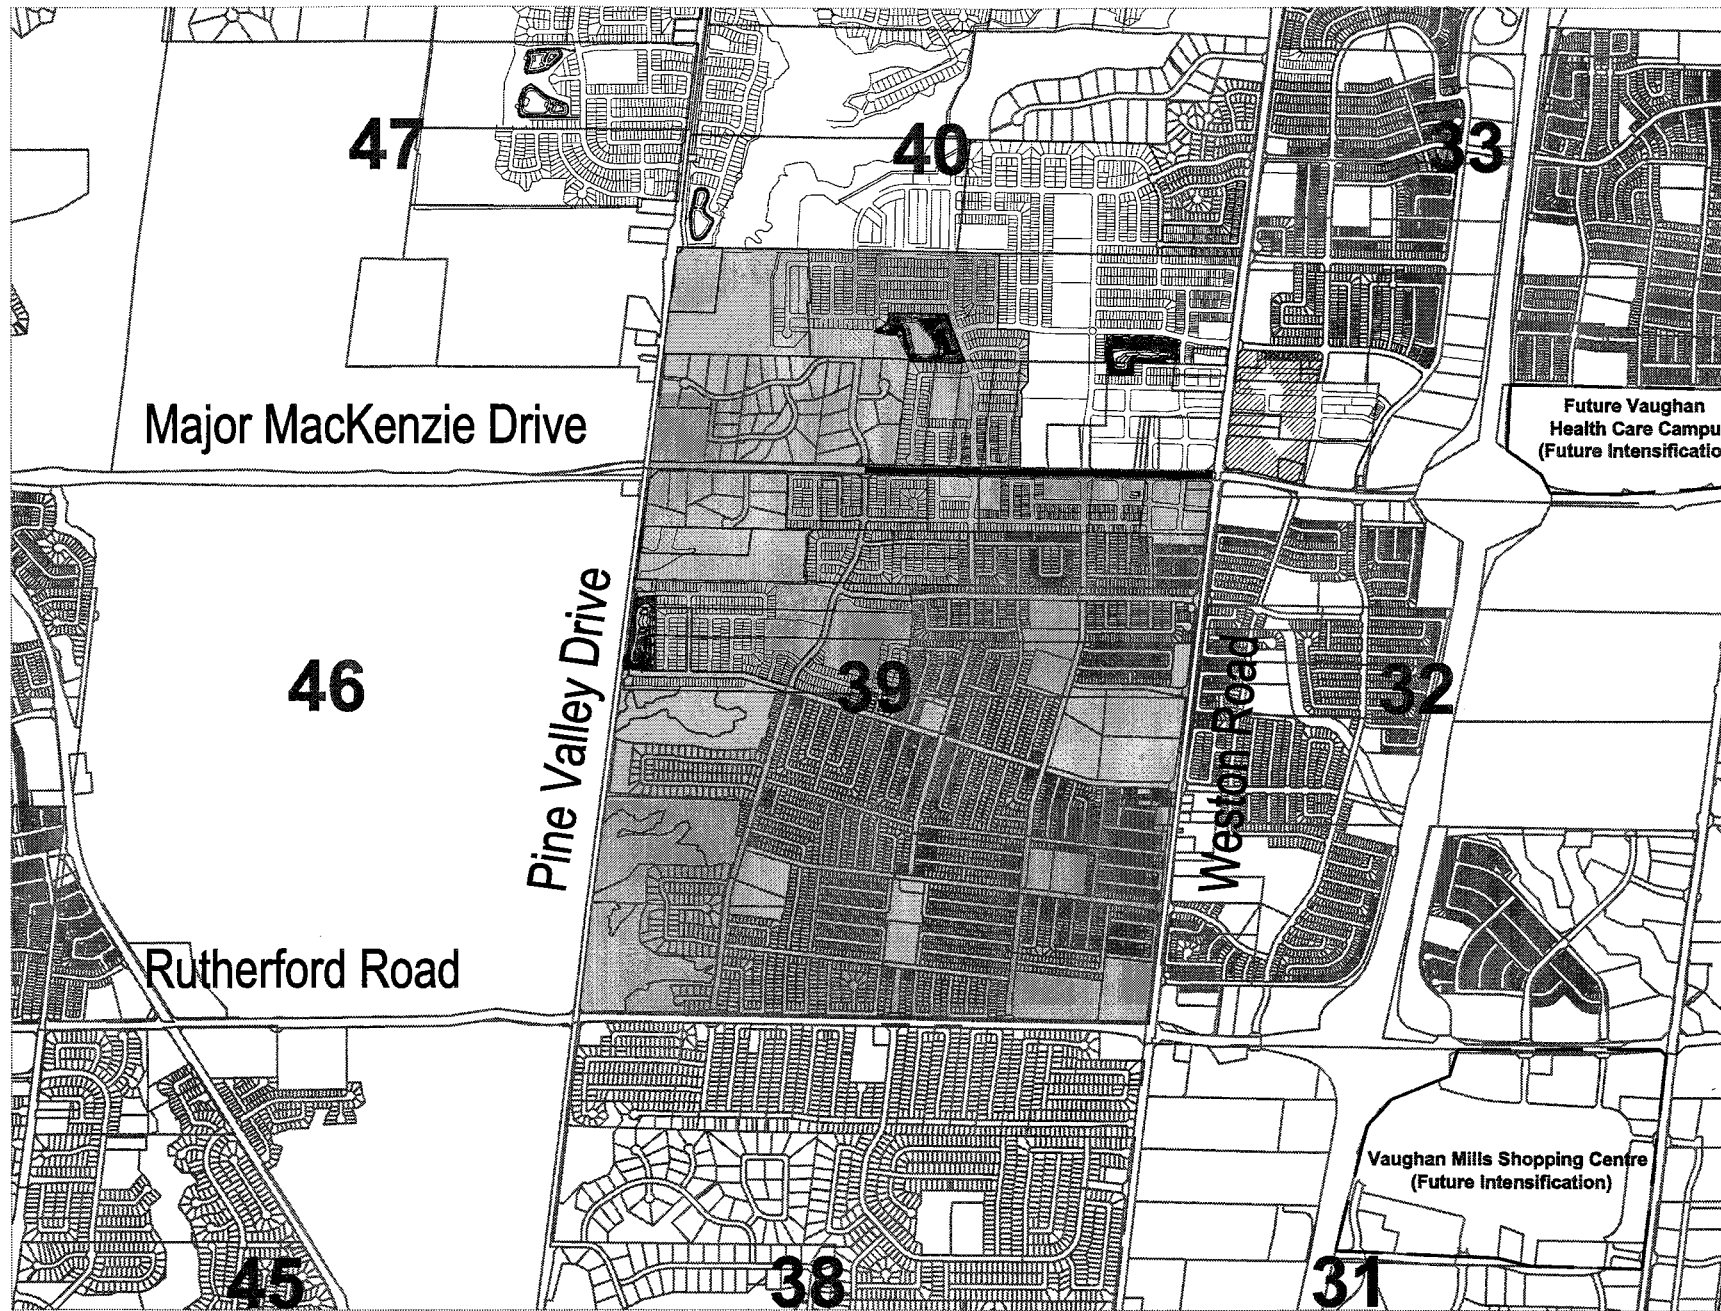 47
40
33
Major MacKenzie Drive
Future Vaughan
Health Care Campu
(Future Intensificatio
46
Pine Valley Drive
39
Weston Road
32
Rutherford Road
Vaughan Mills Shopping Centre
(Future Intensification)
45
38
31